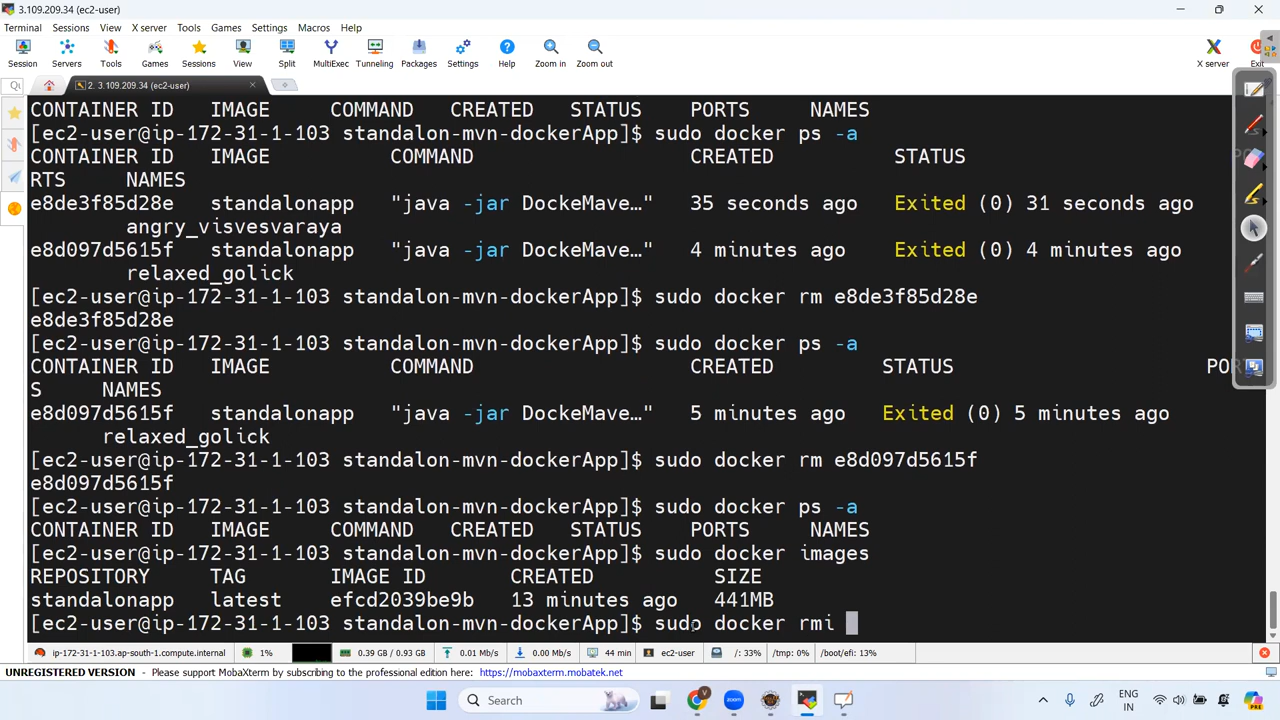 3.109.209.34 (ec2-user)
Terminal Sessions View X server Tools Games Settings Macros Help
Session Servers Tools Games Sessions View Split MultiExec Tunneling Packages Settings Help Zoom in Zoom out X server Exit
2. 3.109.209.34 (ec2-user)
CONTAINER ID   IMAGE     COMMAND   CREATED   STATUS    PORTS     NAMES
[ec2-user@ip-172-31-1-103 standalon-mvn-dockerApp]$ sudo docker ps -a
CONTAINER ID   IMAGE          COMMAND                  CREATED          STATUS
RTS     NAMES
e8de3f85d28e   standalonapp   "java -jar DockeMave…"   35 seconds ago   Exited (0) 31 seconds ago
        angry_visvesvaraya
e8d097d5615f   standalonapp   "java -jar DockeMave…"   4 minutes ago    Exited (0) 4 minutes ago
        relaxed_golick
[ec2-user@ip-172-31-1-103 standalon-mvn-dockerApp]$ sudo docker rm e8de3f85d28e
e8de3f85d28e
[ec2-user@ip-172-31-1-103 standalon-mvn-dockerApp]$ sudo docker ps -a
CONTAINER ID   IMAGE          COMMAND                  CREATED         STATUS                     POR
S     NAMES
e8d097d5615f   standalonapp   "java -jar DockeMave…"   5 minutes ago   Exited (0) 5 minutes ago
      relaxed_golick
[ec2-user@ip-172-31-1-103 standalon-mvn-dockerApp]$ sudo docker rm e8d097d5615f
e8d097d5615f
[ec2-user@ip-172-31-1-103 standalon-mvn-dockerApp]$ sudo docker ps -a
CONTAINER ID   IMAGE     COMMAND   CREATED   STATUS    PORTS     NAMES
[ec2-user@ip-172-31-1-103 standalon-mvn-dockerApp]$ sudo docker images
REPOSITORY     TAG       IMAGE ID       CREATED          SIZE
standalonapp   latest    efcd2039be9b   13 minutes ago   441MB
[ec2-user@ip-172-31-1-103 standalon-mvn-dockerApp]$ sudo docker rmi
ip-172-31-1-103.ap-south-1.compute.internal 1% 0.39 GB / 0.93 GB 0.01 Mb/s 0.00 Mb/s 44 min ec2-user /: 33% /tmp: 0% /boot/efi: 13%
UNREGISTERED VERSION - Please support MobaXterm by subscribing to the professional edition here: https://mobaxterm.mobatek.net
Search
ENG
IN